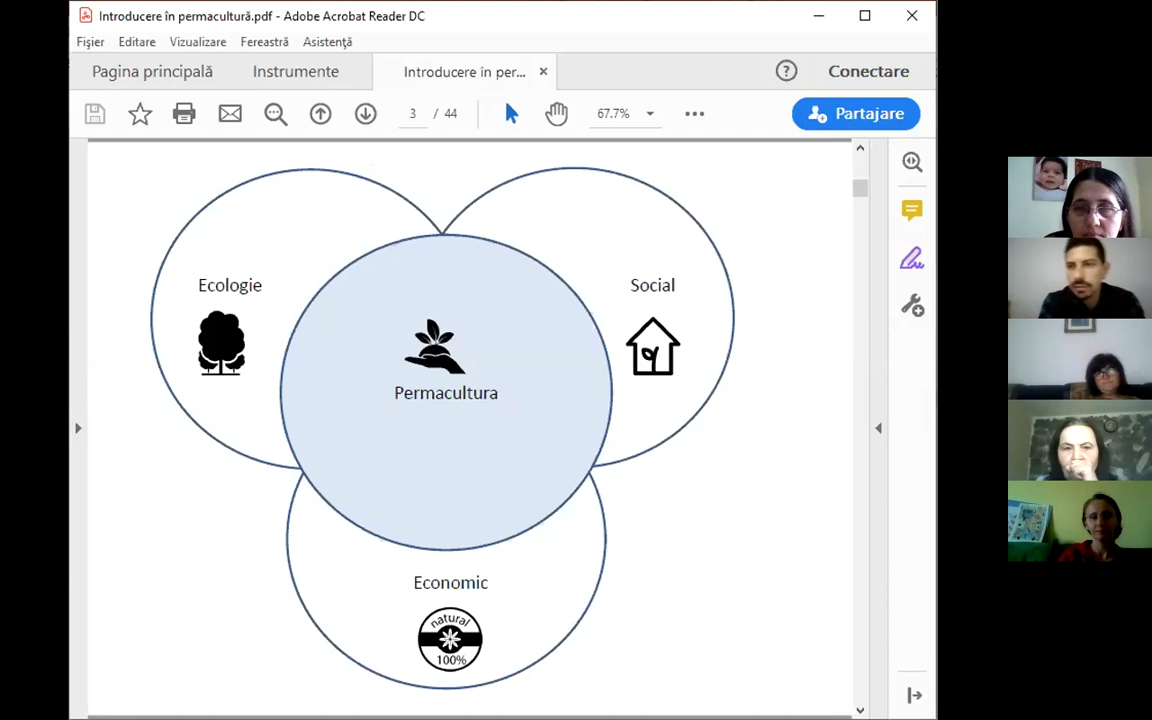 Introducere în permacultură.pdf - Adobe Acrobat Reader DC
Fișier Editare Vizualizare Fereastră Asistență
Pagina principală Instrumente Introducere în per... Conectare
3 / 44 67.7% Partajare
Ecologie
Social
Permacultura
Economic
natural
100%